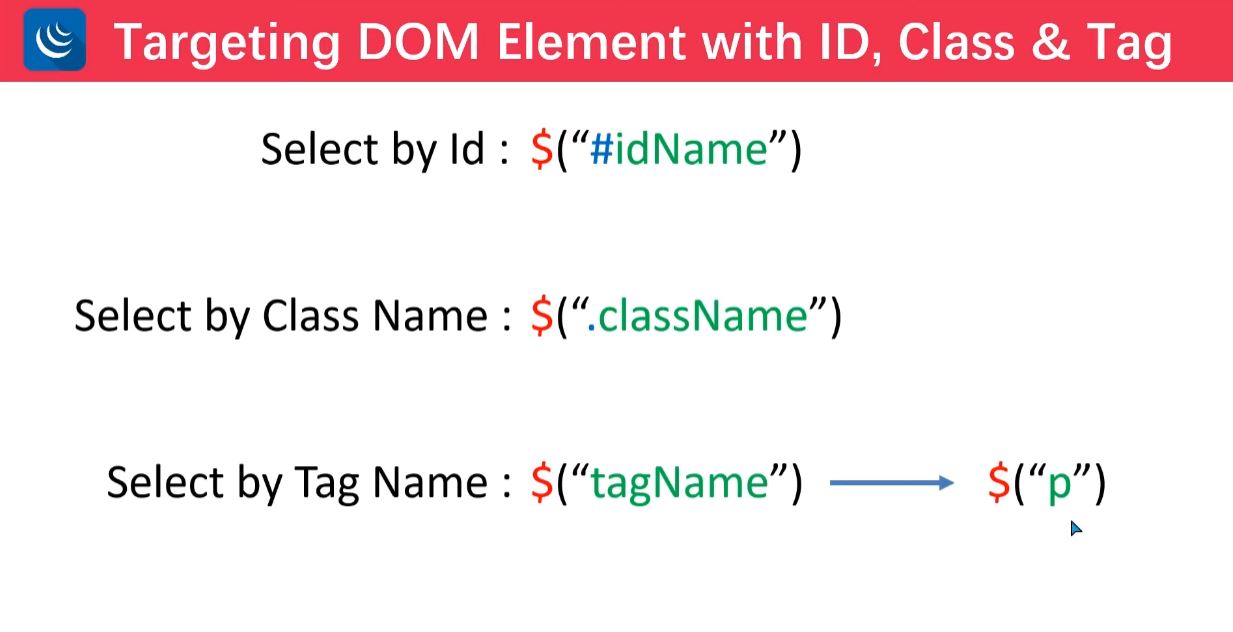 Targeting DOM Element with ID, Class & Tag
Select by Id : $(“#idName”)
Select by Class Name : $(“.className”)
Select by Tag Name : $(“tagName”) $(“p”)